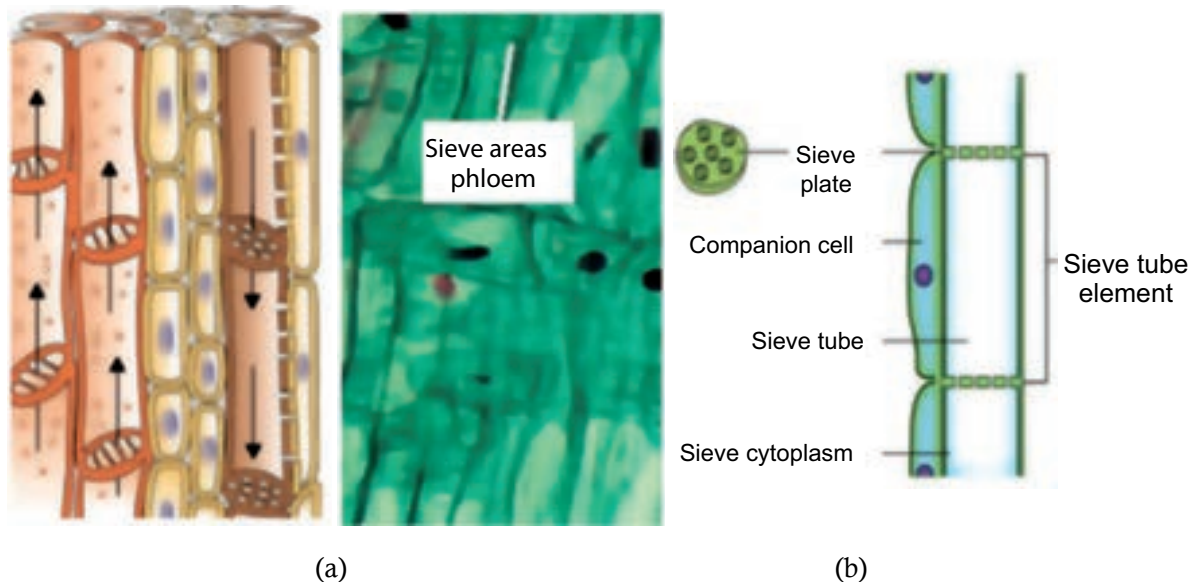 Sieve areas
phloem
Sieve
plate
Companion cell
Sieve tube
element
Sieve tube
Sieve cytoplasm
(a)
(b)